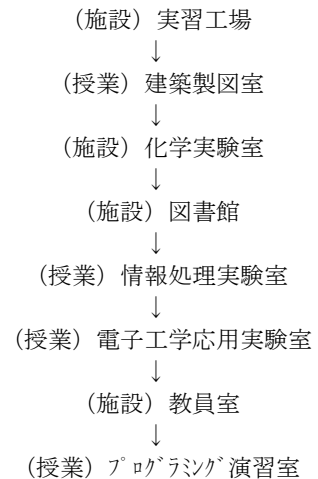 (施設) 実習工場
↓
(授業) 建築製図室
↓
(施設) 化学実験室
↓
(施設) 図書館
↓
(授業) 情報処理実験室
↓
(授業) 電子工学応用実験室
↓
(施設) 教員室
↓
(授業) プログラミング演習室